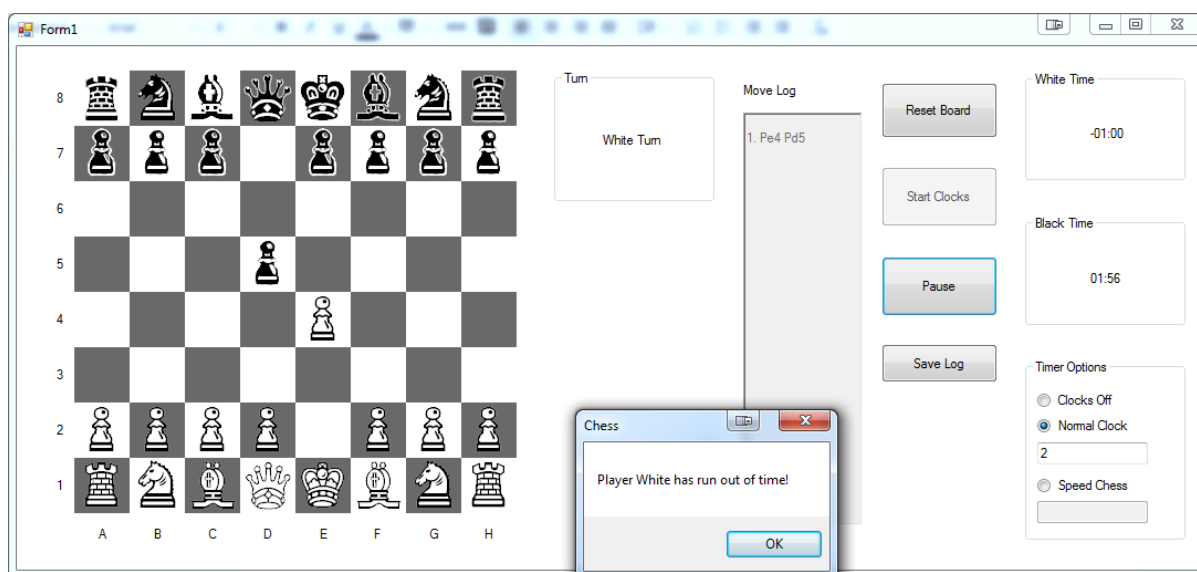 Form1
8
7
6
5
4
3
2
1
A B C D E F G H
Turn
White Turn
Move Log
1. Pe4 Pd5
Reset Board
Start Clocks
Pause
Save Log
White Time
-01:00
Black Time
01:56
Timer Options
Clocks Off
Normal Clock
2
Speed Chess
Chess
Player White has run out of time!
OK